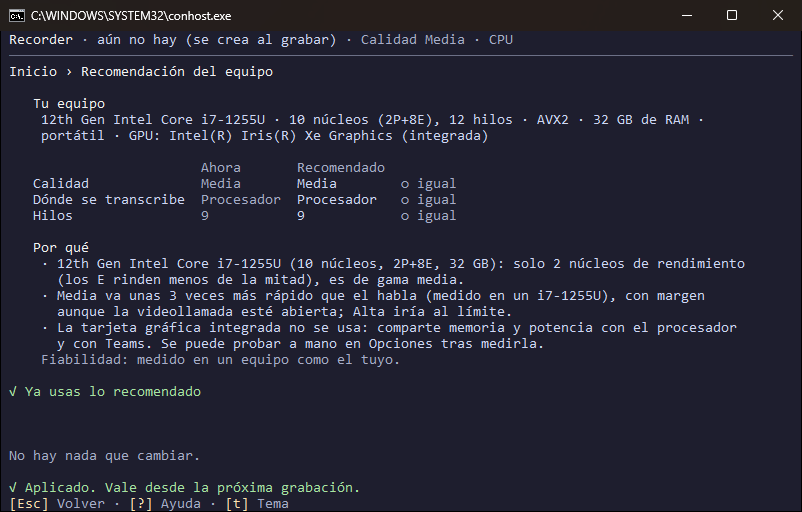 C:\WINDOWS\SYSTEM32\conhost.exe
Recorder · aún no hay (se crea al grabar) · Calidad Media · CPU
Inicio › Recomendación del equipo
Tu equipo
12th Gen Intel Core i7-1255U · 10 núcleos (2P+8E), 12 hilos · AVX2 · 32 GB de RAM ·
portátil · GPU: Intel(R) Iris(R) Xe Graphics (integrada)
Ahora Recomendado
Calidad Media Media o igual
Dónde se transcribe Procesador Procesador o igual
Hilos 9 9 o igual
Por qué
· 12th Gen Intel Core i7-1255U (10 núcleos, 2P+8E, 32 GB): solo 2 núcleos de rendimiento
(los E rinden menos de la mitad), es de gama media.
· Media va unas 3 veces más rápido que el habla (medido en un i7-1255U), con margen
aunque la videollamada esté abierta; Alta iría al límite.
· La tarjeta gráfica integrada no se usa: comparte memoria y potencia con el procesador
y con Teams. Se puede probar a mano en Opciones tras medirla.
Fiabilidad: medido en un equipo como el tuyo.
√ Ya usas lo recomendado
No hay nada que cambiar.
√ Aplicado. Vale desde la próxima grabación.
[Esc] Volver · [?] Ayuda · [t] Tema